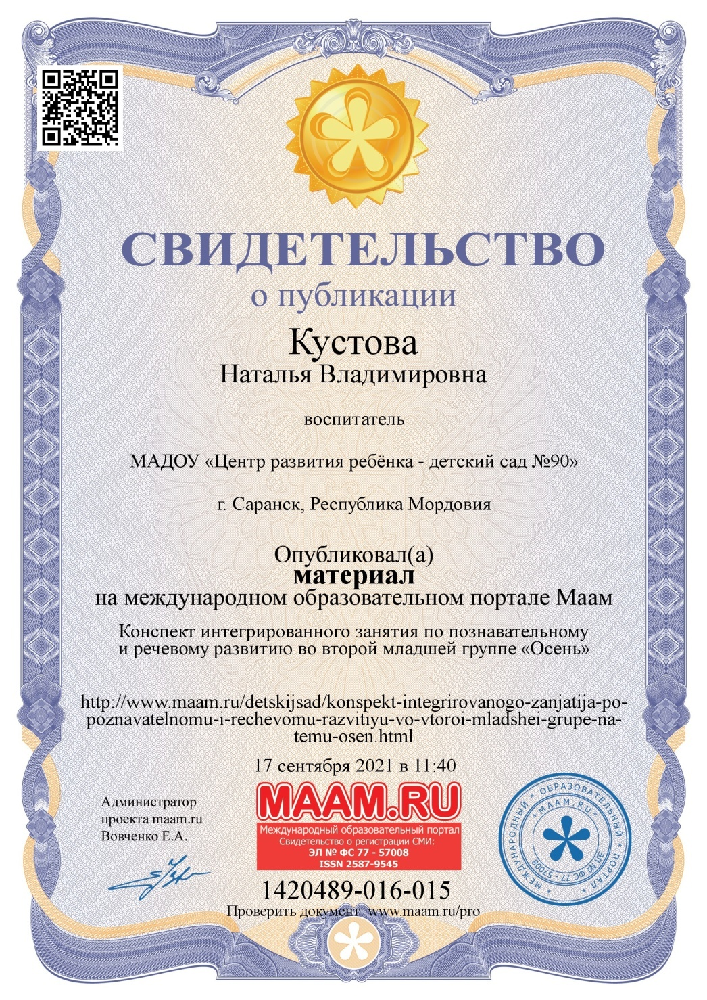 СВИДЕТЕЛЬСТВО
о публикации
Кустова
Наталья Владимировна
воспитатель
МАДОУ «Центр развития ребёнка - детский сад №90»
г. Саранск, Республика Мордовия
Опубликовал(а)
материал
на международном образовательном портале Маам
Конспект интегрированного занятия по познавательному
и речевому развитию во второй младшей группе «Осень»
http://www.maam.ru/detskijsad/konspekt-integrirovanogo-zanjatija-po-
poznavatelnomu-i-rechevomu-razvitiyu-vo-vtoroi-mladshei-grupe-na-
temu-osen.html
17 сентября 2021 в 11:40
Администратор
проекта maam.ru
Вовченко Е.А.
MAAM.RU
Международный образовательный портал
Свидетельство о регистрации СМИ:
ЭЛ № ФС 77 - 57008
ISSN 2587-9545
МЕЖДУНАРОДНЫЙ * ОБРАЗОВАТЕЛЬНЫЙ * ПОРТАЛ *
* MAAM.RU *
ЭЛ № ФС 77 - 57008
1420489-016-015
Проверить документ: www.maam.ru/pro